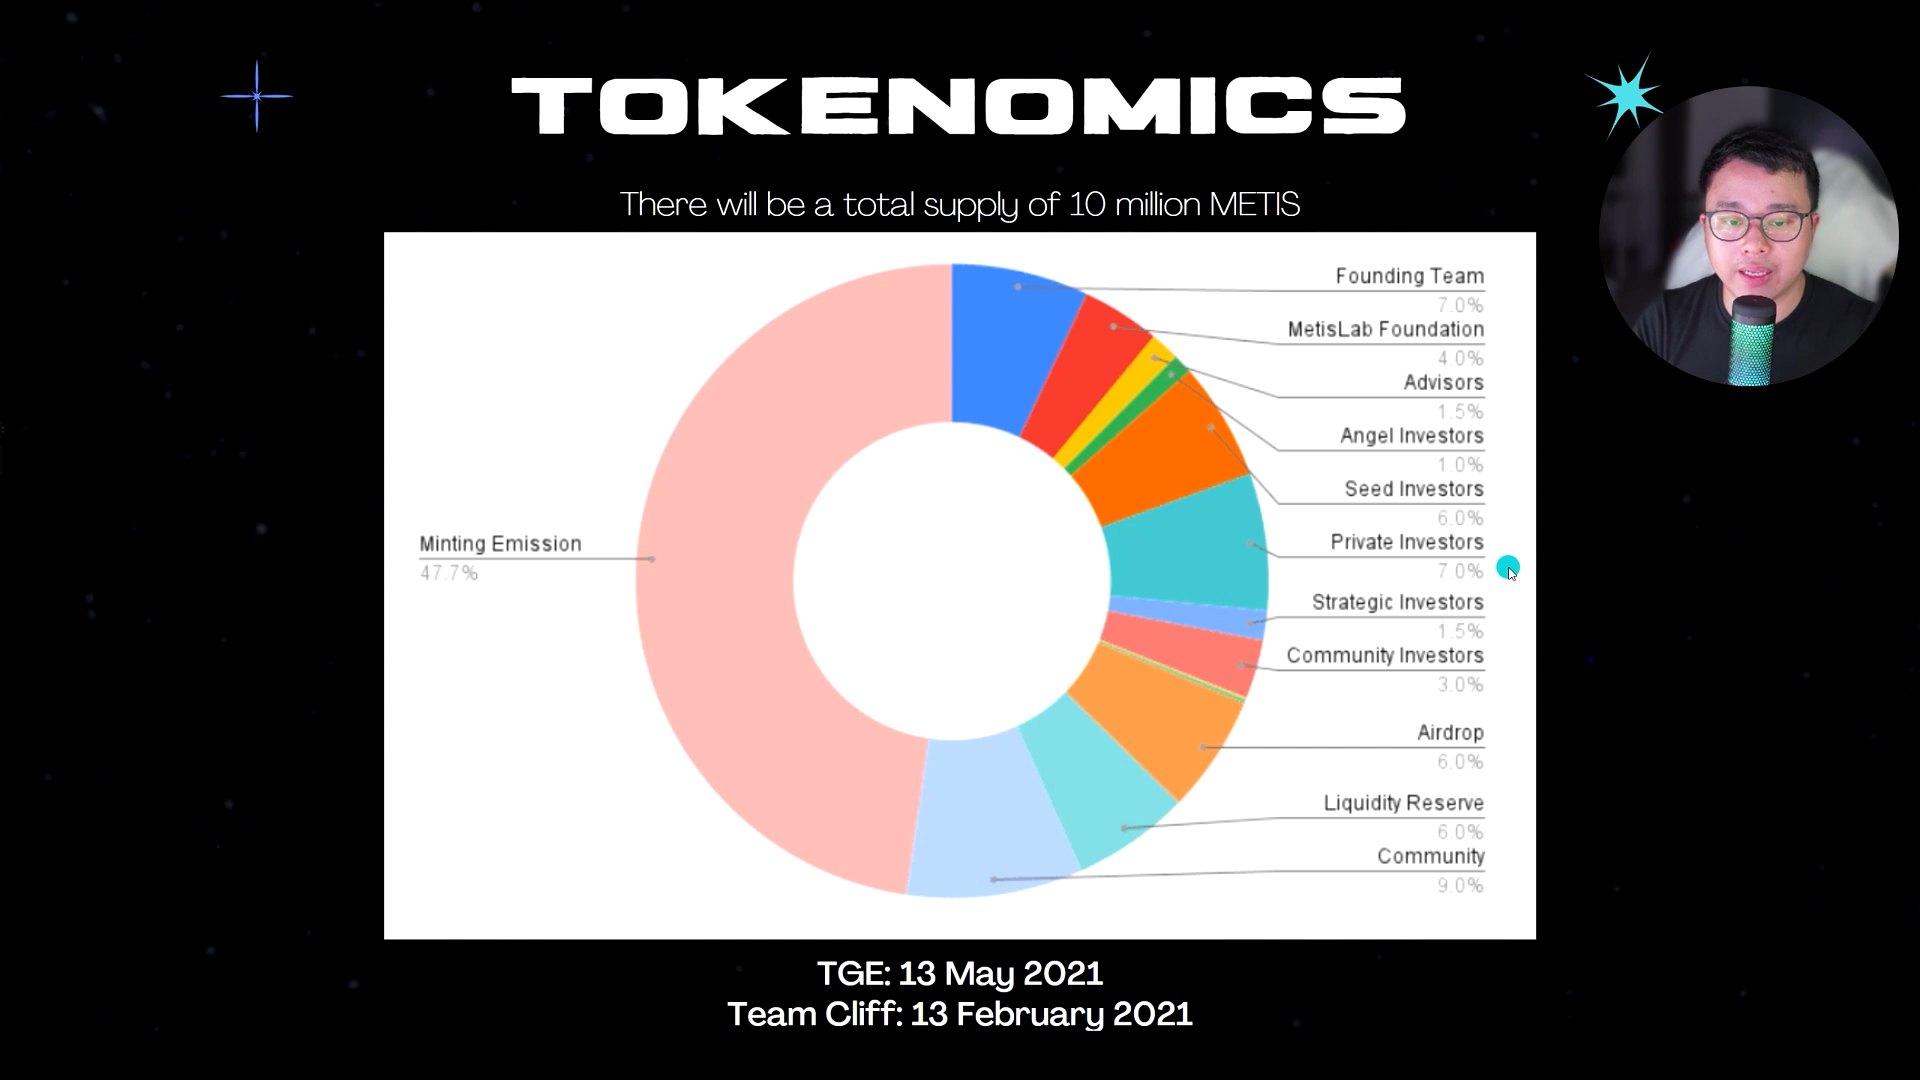 TOKENOMICS
There will be a total supply of 10 million METIS
Founding Team
7.0%
MetisLab Foundation
4.0%
Advisors
1.5%
Angel Investors
1.0%
Seed Investors
6.0%
Private Investors
7.0%
Strategic Investors
1.5%
Community Investors
3.0%
Airdrop
6.0%
Liquidity Reserve
6.0%
Community
9.0%
Minting Emission
47.7%
TGE: 13 May 2021
Team Cliff: 13 February 2021